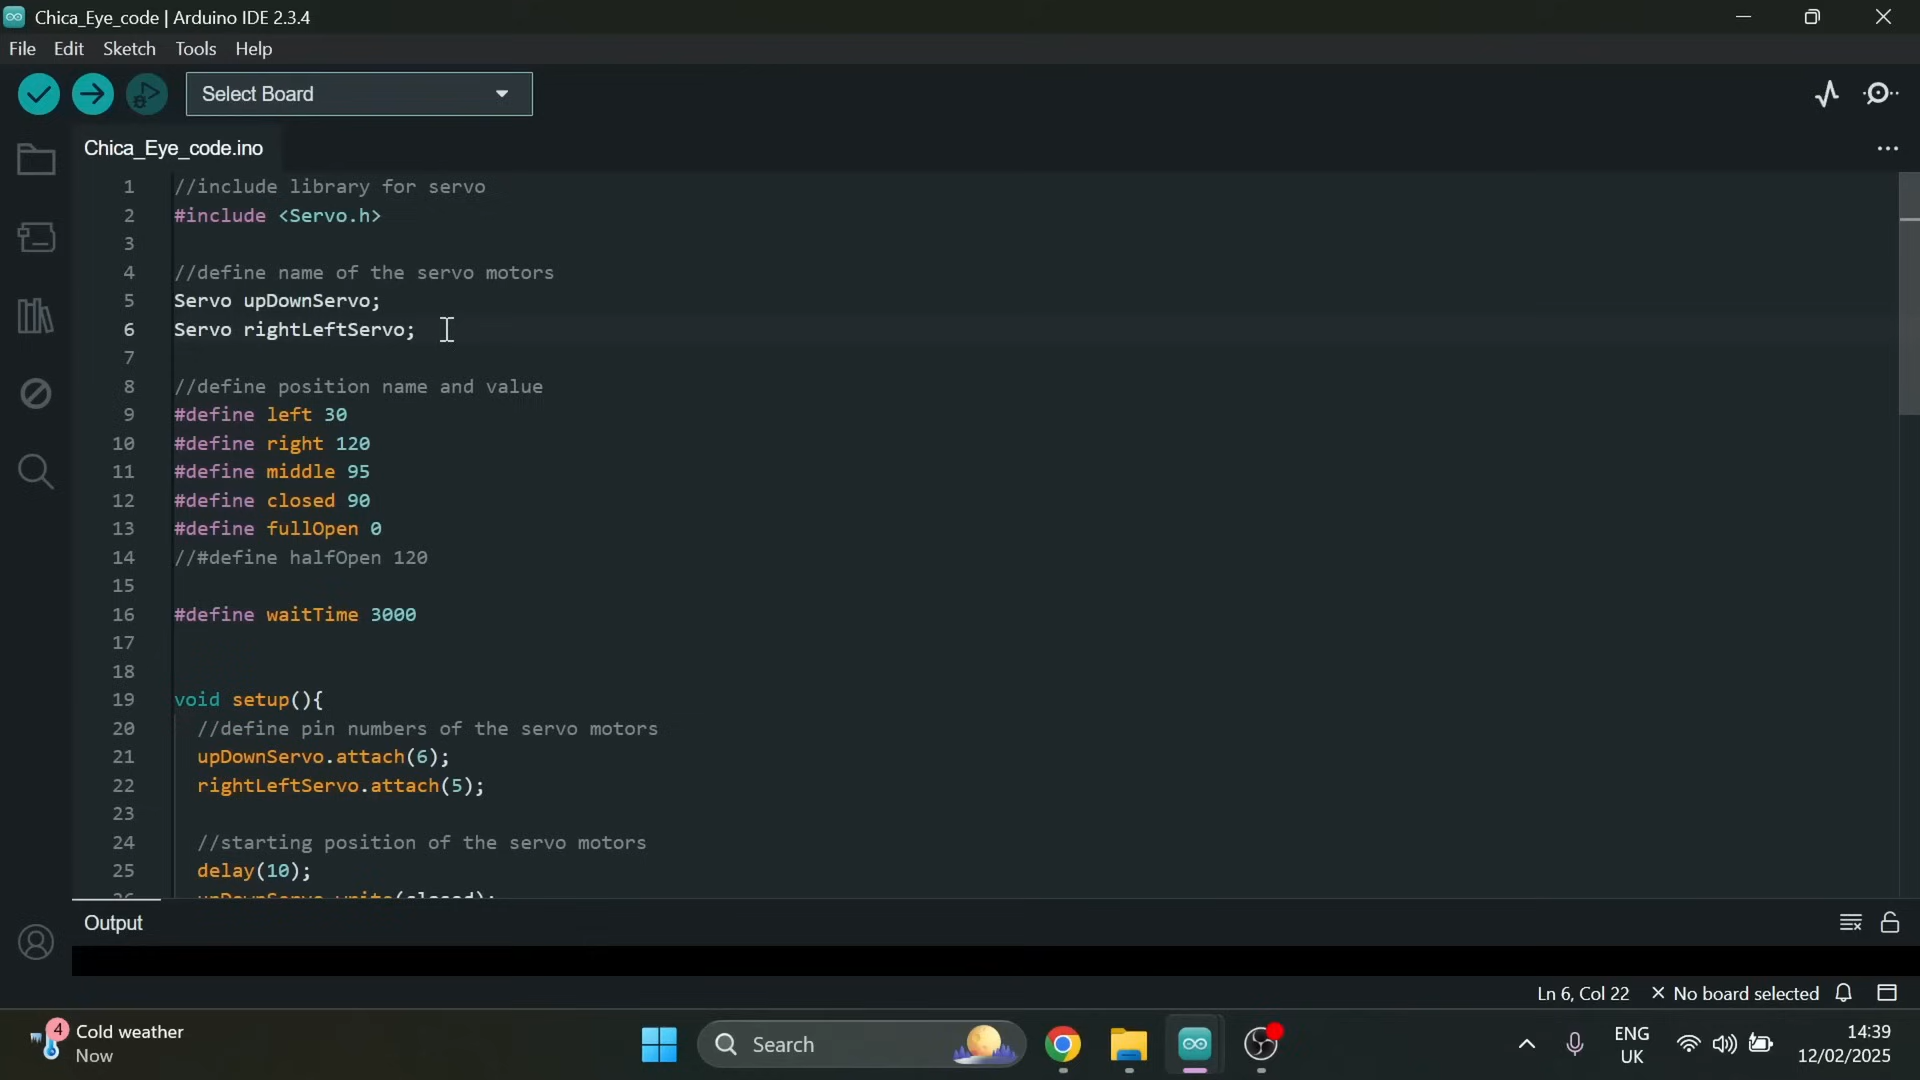 Chica_Eye_code | Arduino IDE 2.3.4
File Edit Sketch Tools Help
Select Board
Chica_Eye_code.ino
1 //include library for servo
2 #include <Servo.h>
3
4 //define name of the servo motors
5 Servo upDownServo;
6 Servo rightLeftServo;
7
8 //define position name and value
9 #define left 30
10 #define right 120
11 #define middle 95
12 #define closed 90
13 #define fullOpen 0
14 //#define halfOpen 120
15
16 #define waitTime 3000
17
18
19 void setup(){
20 //define pin numbers of the servo motors
21 upDownServo.attach(6);
22 rightLeftServo.attach(5);
23
24 //starting position of the servo motors
25 delay(10);
26 upDownServo.write(closed);
Output
Ln 6, Col 22 × No board selected
4 Cold weather
Now
Search
ENG
UK
14:39
12/02/2025